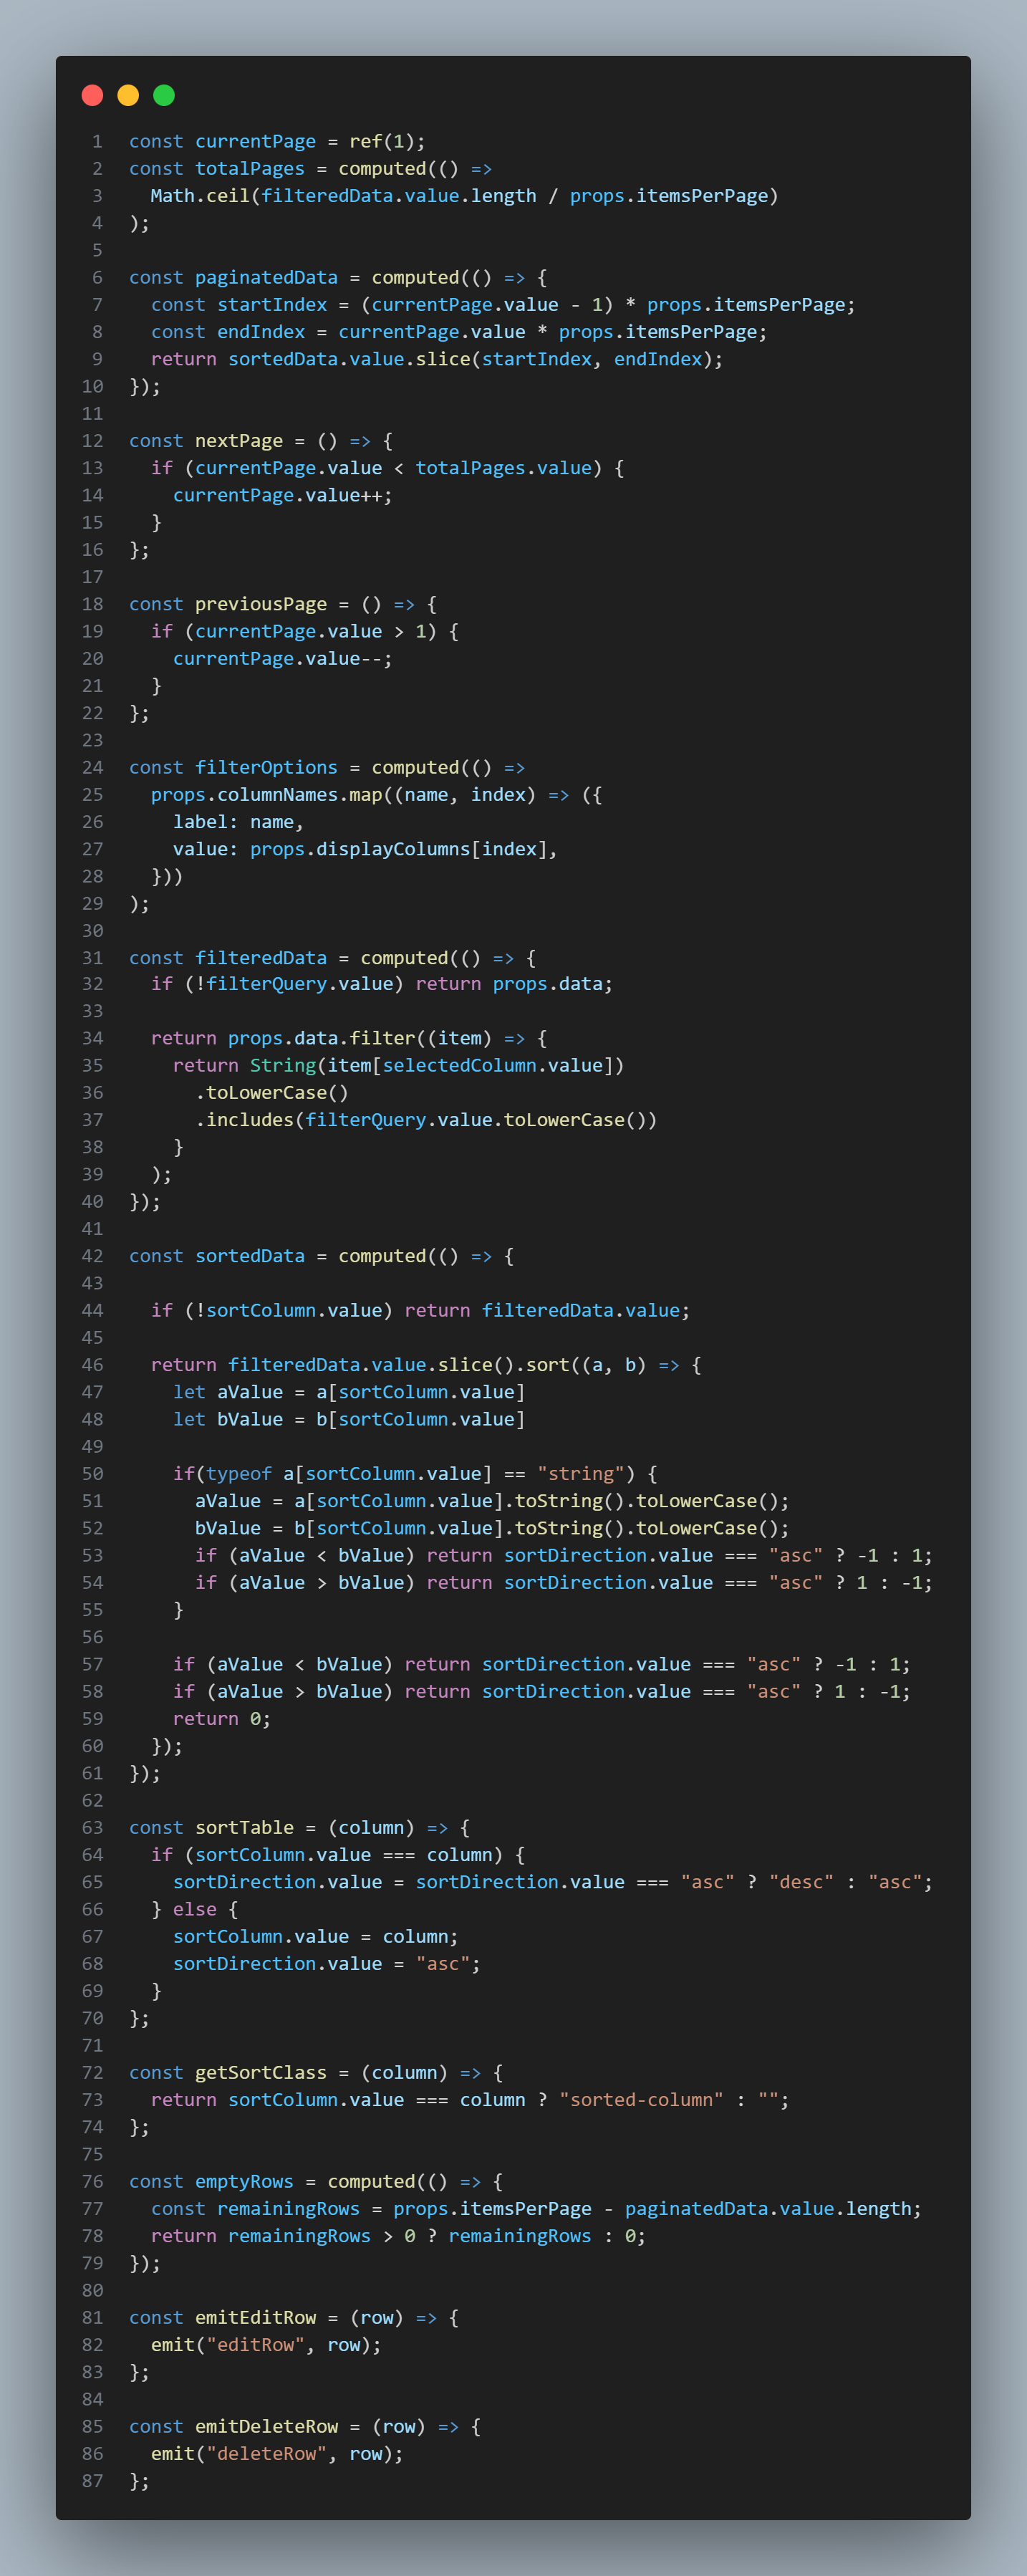 1 const currentPage = ref(1);
2 const totalPages = computed(() =>
3   Math.ceil(filteredData.value.length / props.itemsPerPage)
4 );
5
6 const paginatedData = computed(() => {
7   const startIndex = (currentPage.value - 1) * props.itemsPerPage;
8   const endIndex = currentPage.value * props.itemsPerPage;
9   return sortedData.value.slice(startIndex, endIndex);
10 });
11
12 const nextPage = () => {
13   if (currentPage.value < totalPages.value) {
14     currentPage.value++;
15   }
16 };
17
18 const previousPage = () => {
19   if (currentPage.value > 1) {
20     currentPage.value--;
21   }
22 };
23
24 const filterOptions = computed(() =>
25   props.columnNames.map((name, index) => ({
26     label: name,
27     value: props.displayColumns[index],
28   }))
29 );
30
31 const filteredData = computed(() => {
32   if (!filterQuery.value) return props.data;
33
34   return props.data.filter((item) => {
35     return String(item[selectedColumn.value])
36       .toLowerCase()
37       .includes(filterQuery.value.toLowerCase())
38     }
39   );
40 });
41
42 const sortedData = computed(() => {
43
44   if (!sortColumn.value) return filteredData.value;
45
46   return filteredData.value.slice().sort((a, b) => {
47     let aValue = a[sortColumn.value]
48     let bValue = b[sortColumn.value]
49
50     if(typeof a[sortColumn.value] == "string") {
51       aValue = a[sortColumn.value].toString().toLowerCase();
52       bValue = b[sortColumn.value].toString().toLowerCase();
53       if (aValue < bValue) return sortDirection.value === "asc" ? -1 : 1;
54       if (aValue > bValue) return sortDirection.value === "asc" ? 1 : -1;
55     }
56
57     if (aValue < bValue) return sortDirection.value === "asc" ? -1 : 1;
58     if (aValue > bValue) return sortDirection.value === "asc" ? 1 : -1;
59     return 0;
60   });
61 });
62
63 const sortTable = (column) => {
64   if (sortColumn.value === column) {
65     sortDirection.value = sortDirection.value === "asc" ? "desc" : "asc";
66   } else {
67     sortColumn.value = column;
68     sortDirection.value = "asc";
69   }
70 };
71
72 const getSortClass = (column) => {
73   return sortColumn.value === column ? "sorted-column" : "";
74 };
75
76 const emptyRows = computed(() => {
77   const remainingRows = props.itemsPerPage - paginatedData.value.length;
78   return remainingRows > 0 ? remainingRows : 0;
79 });
80
81 const emitEditRow = (row) => {
82   emit("editRow", row);
83 };
84
85 const emitDeleteRow = (row) => {
86   emit("deleteRow", row);
87 };